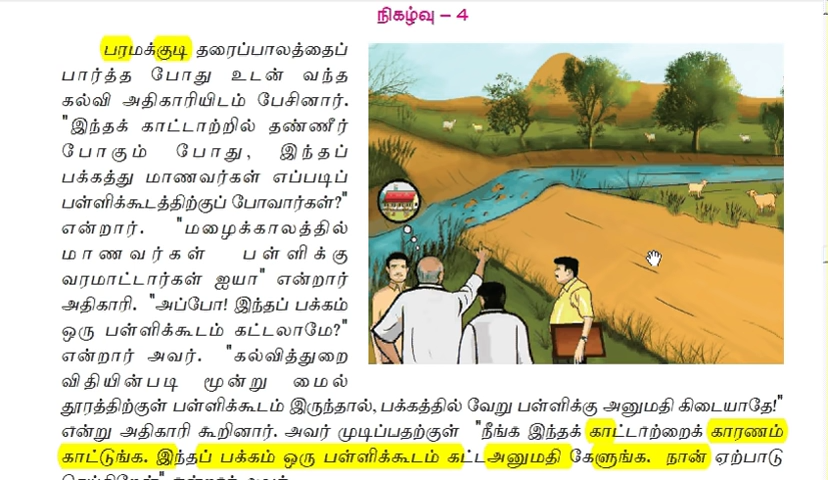 நிகழ்வு – 4
பரமக்குடி தரைப்பாலத்தைப்
பார்த்த போது உடன் வந்த
கல்வி அதிகாரியிடம் பேசினார்.
"இந்தக் காட்டாற்றில் தண்ணீர்
போகும் போது, இந்தப்
பக்கத்து மாணவர்கள் எப்படிப்
பள்ளிக்கூடத்திற்குப் போவார்கள்?"
என்றார். "மழைக்காலத்தில்
மாணவர்கள் பள்ளிக்கு
வரமாட்டார்கள் ஐயா" என்றார்
அதிகாரி. "அப்போ! இந்தப் பக்கம்
ஒரு பள்ளிக்கூடம் கட்டலாமே?"
என்றார் அவர். "கல்வித்துறை
விதியின்படி மூன்று மைல்
தூரத்திற்குள் பள்ளிக்கூடம் இருந்தால், பக்கத்தில் வேறு பள்ளிக்கு அனுமதி கிடையாதே!"
என்று அதிகாரி கூறினார். அவர் முடிப்பதற்குள் "நீங்க இந்தக் காட்டாற்றைக் காரணம்
காட்டுங்க. இந்தப் பக்கம் ஒரு பள்ளிக்கூடம் கட்ட அனுமதி கேளுங்க. நான் ஏற்பாடு